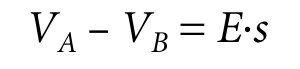 V_A – V_B = E·s